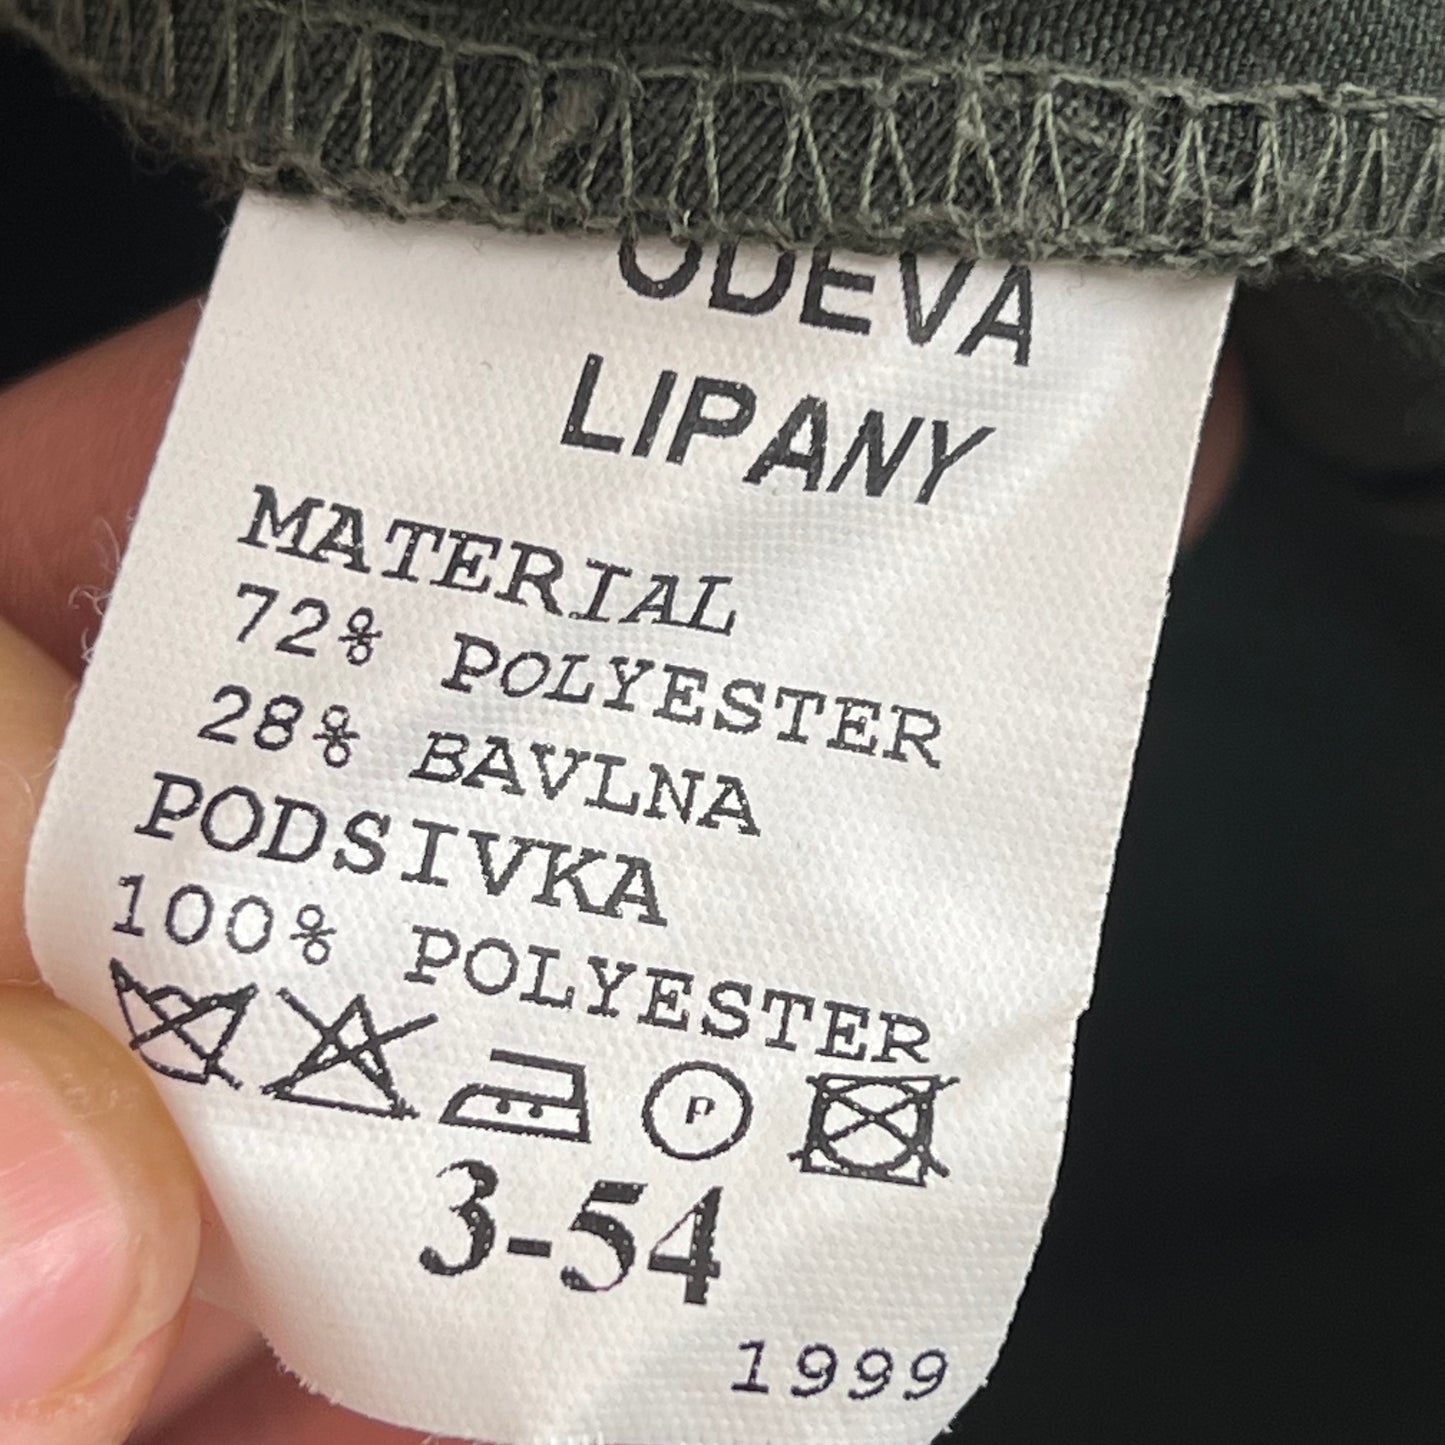 ODEVA
LIPANY
MATERIAL
72% POLYESTER
28% BAVLNA
PODSIVKA
100% POLYESTER
P
3-54
1999